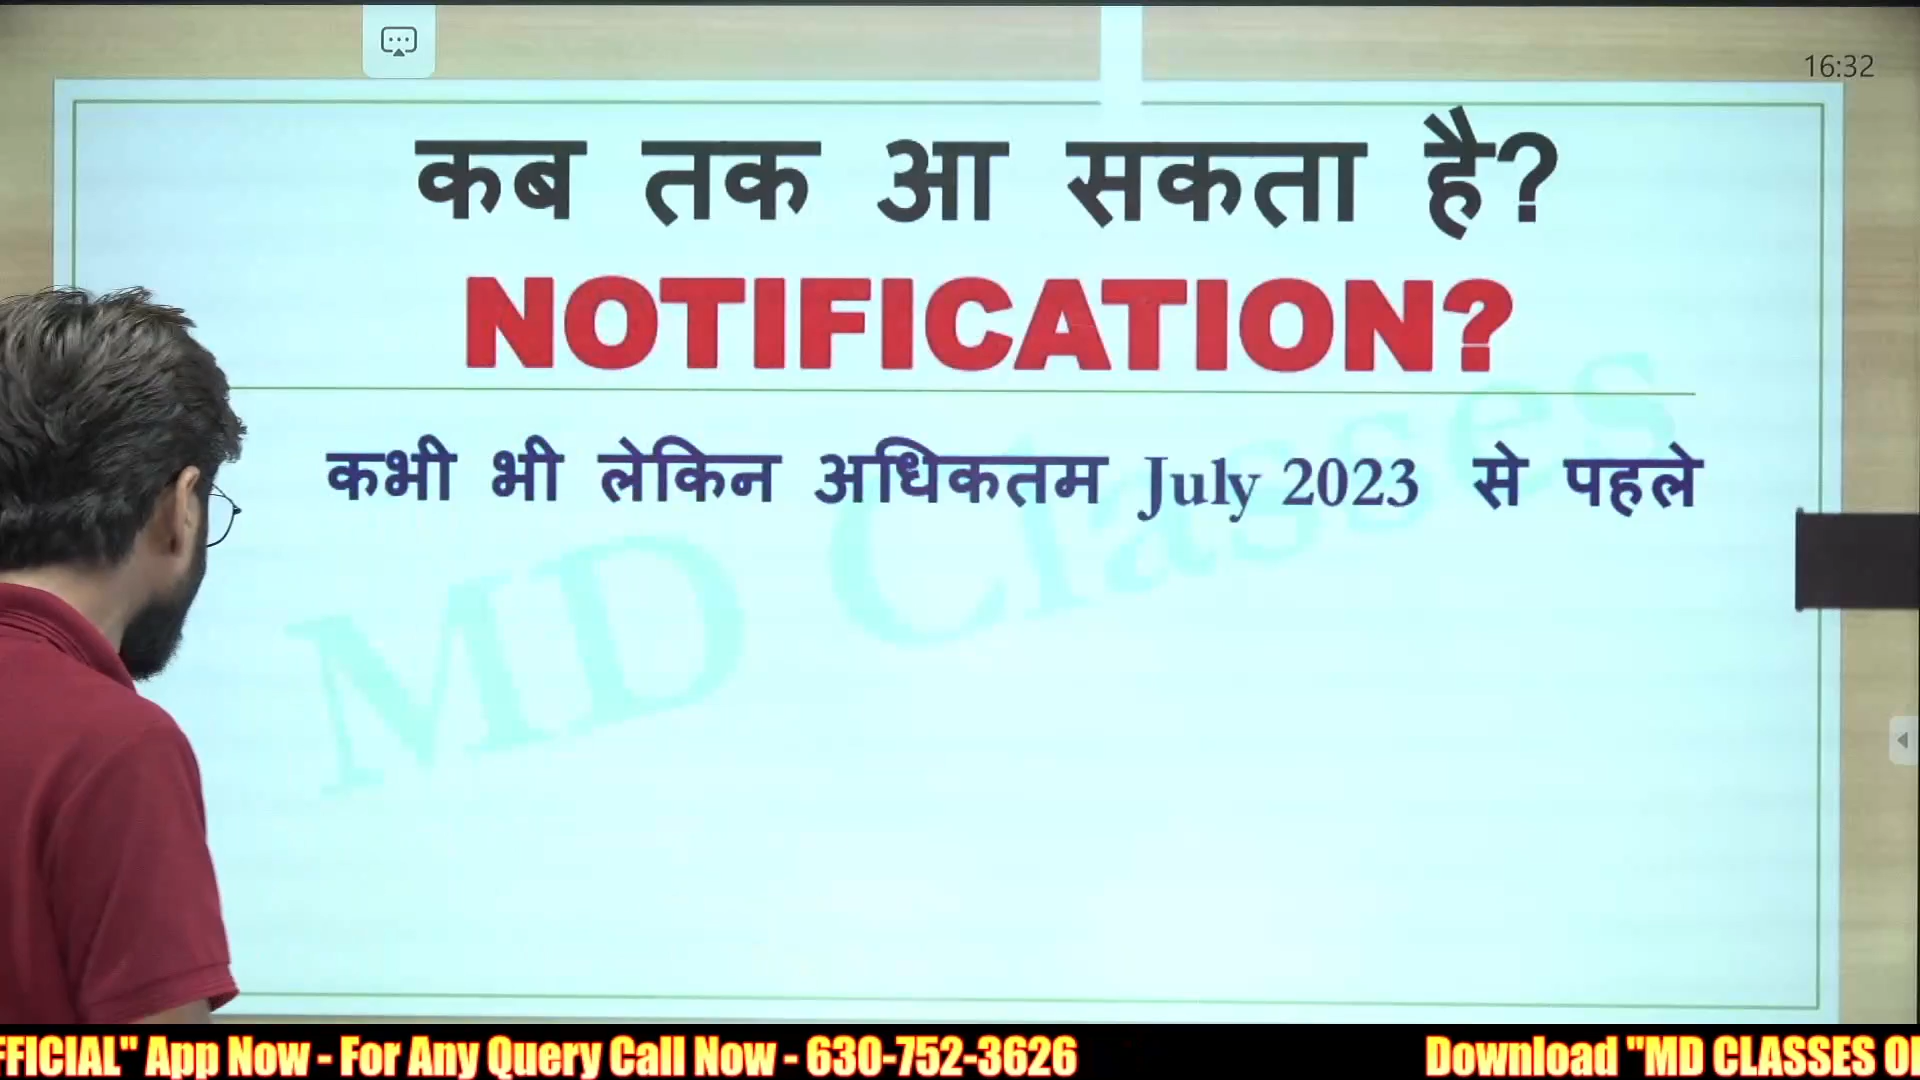 16:32
कब तक आ सकता है?
NOTIFICATION?
कभी भी लेकिन अधिकतम July 2023 से पहले
MD Classes
FFICIAL" App Now - For Any Query Call Now - 630-752-3626 Download "MD CLASSES O